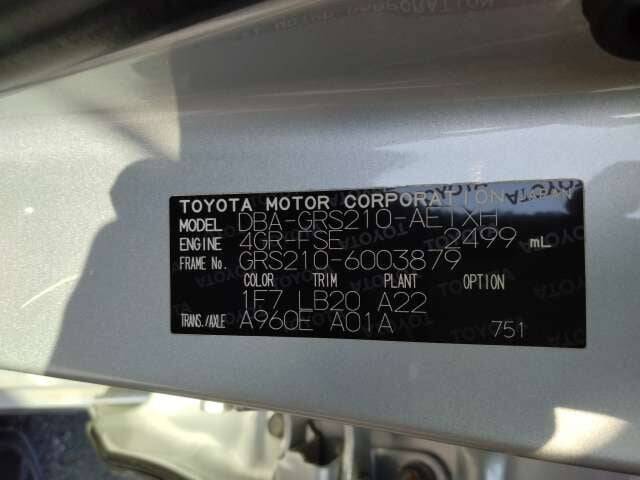 TOYOTA MOTOR CORPORATION JAPAN
MODEL DBA-GRS210-AETXH
ENGINE 4GR-FSE 2499 mL
FRAME No. GRS210-6003879
COLOR TRIM PLANT OPTION
1F7 LB20 A22
TRANS./AXLE A960E A01A 751